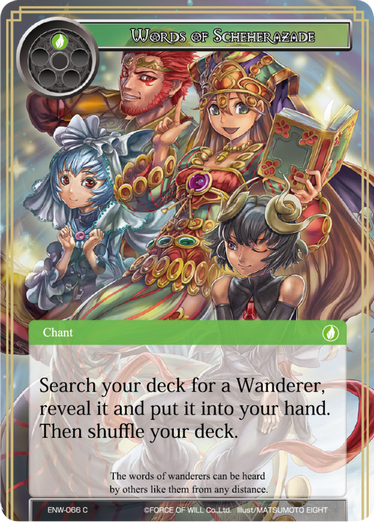 Words of Scheherazade
Chant
Search your deck for a Wanderer,
reveal it and put it into your hand.
Then shuffle your deck.
The words of wanderers can be heard
by others like them from any distance.
ENW-066 C ©FORCE OF WILL Co.,Ltd. Illust/MATSUMOTO EIGHT